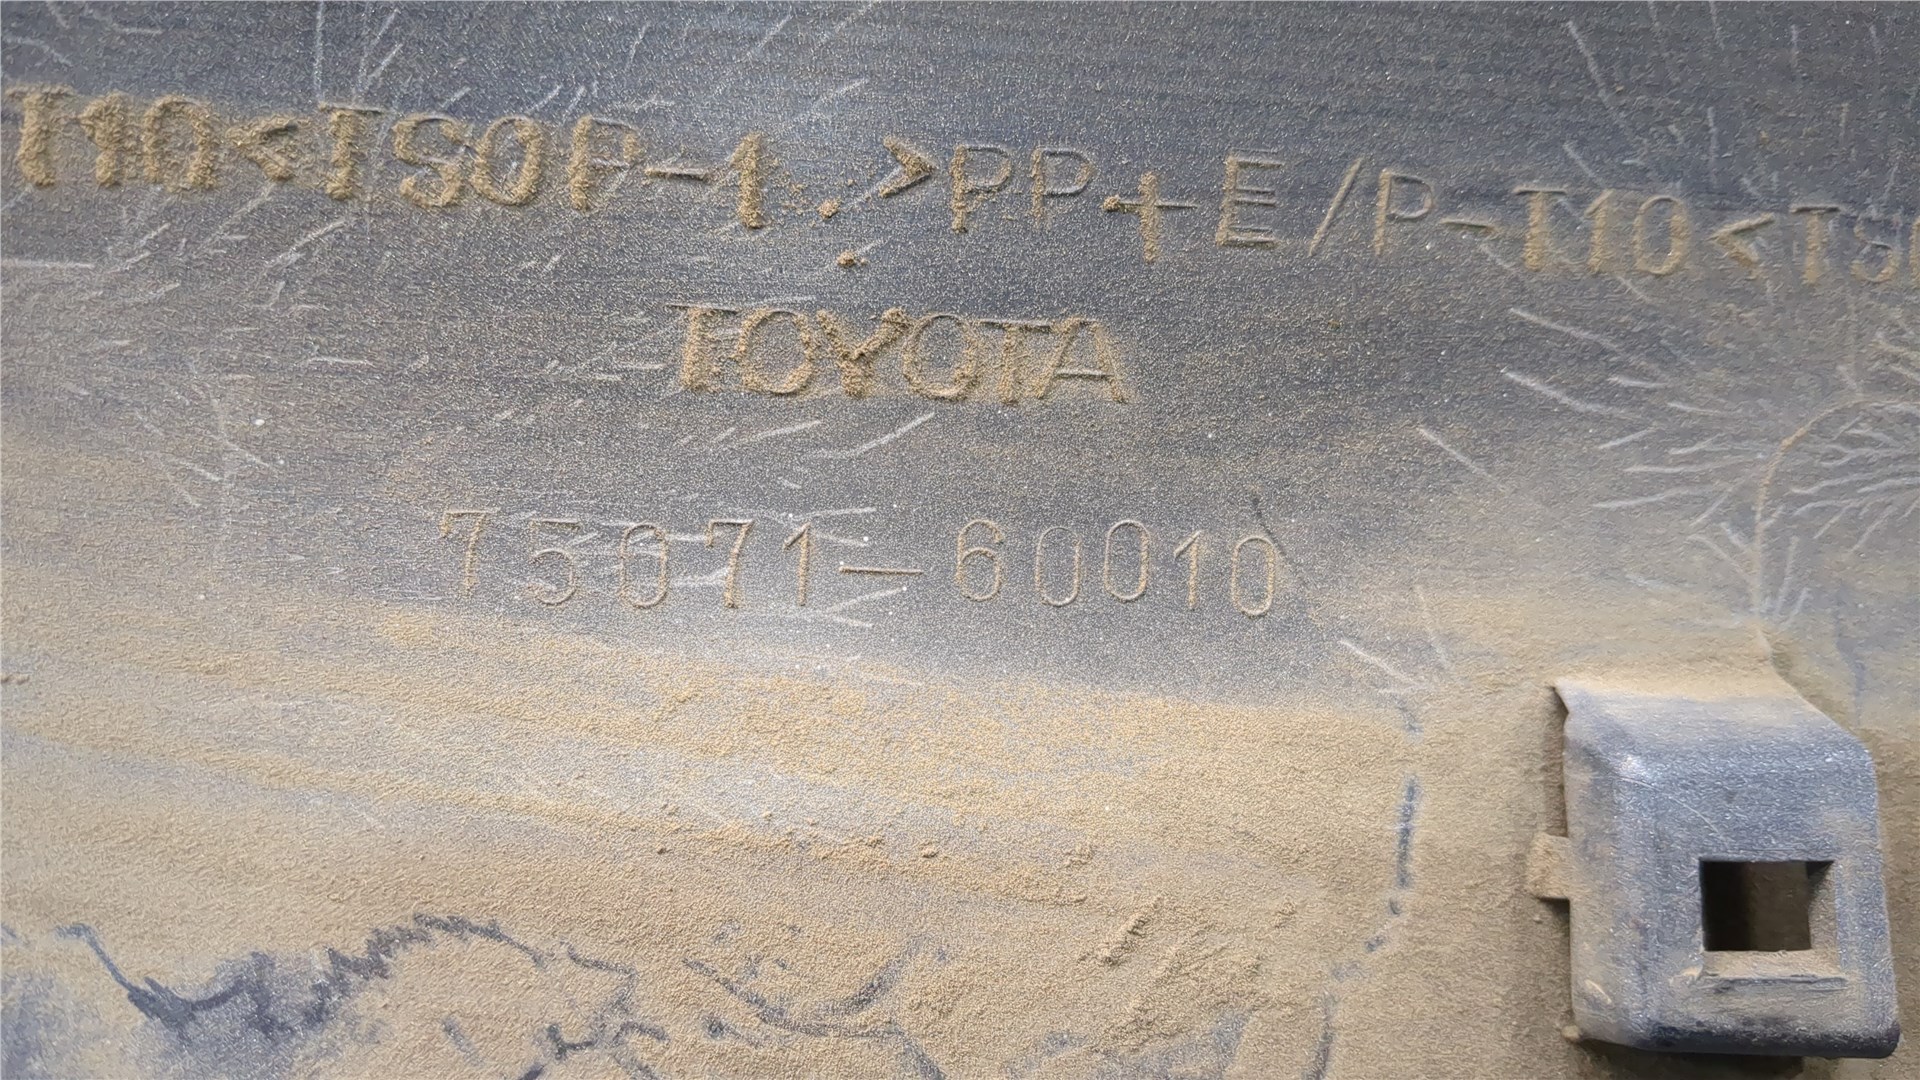 T10<TSOP-1, >PP+E/P-T10<TS
TOYOTA
75071-60010